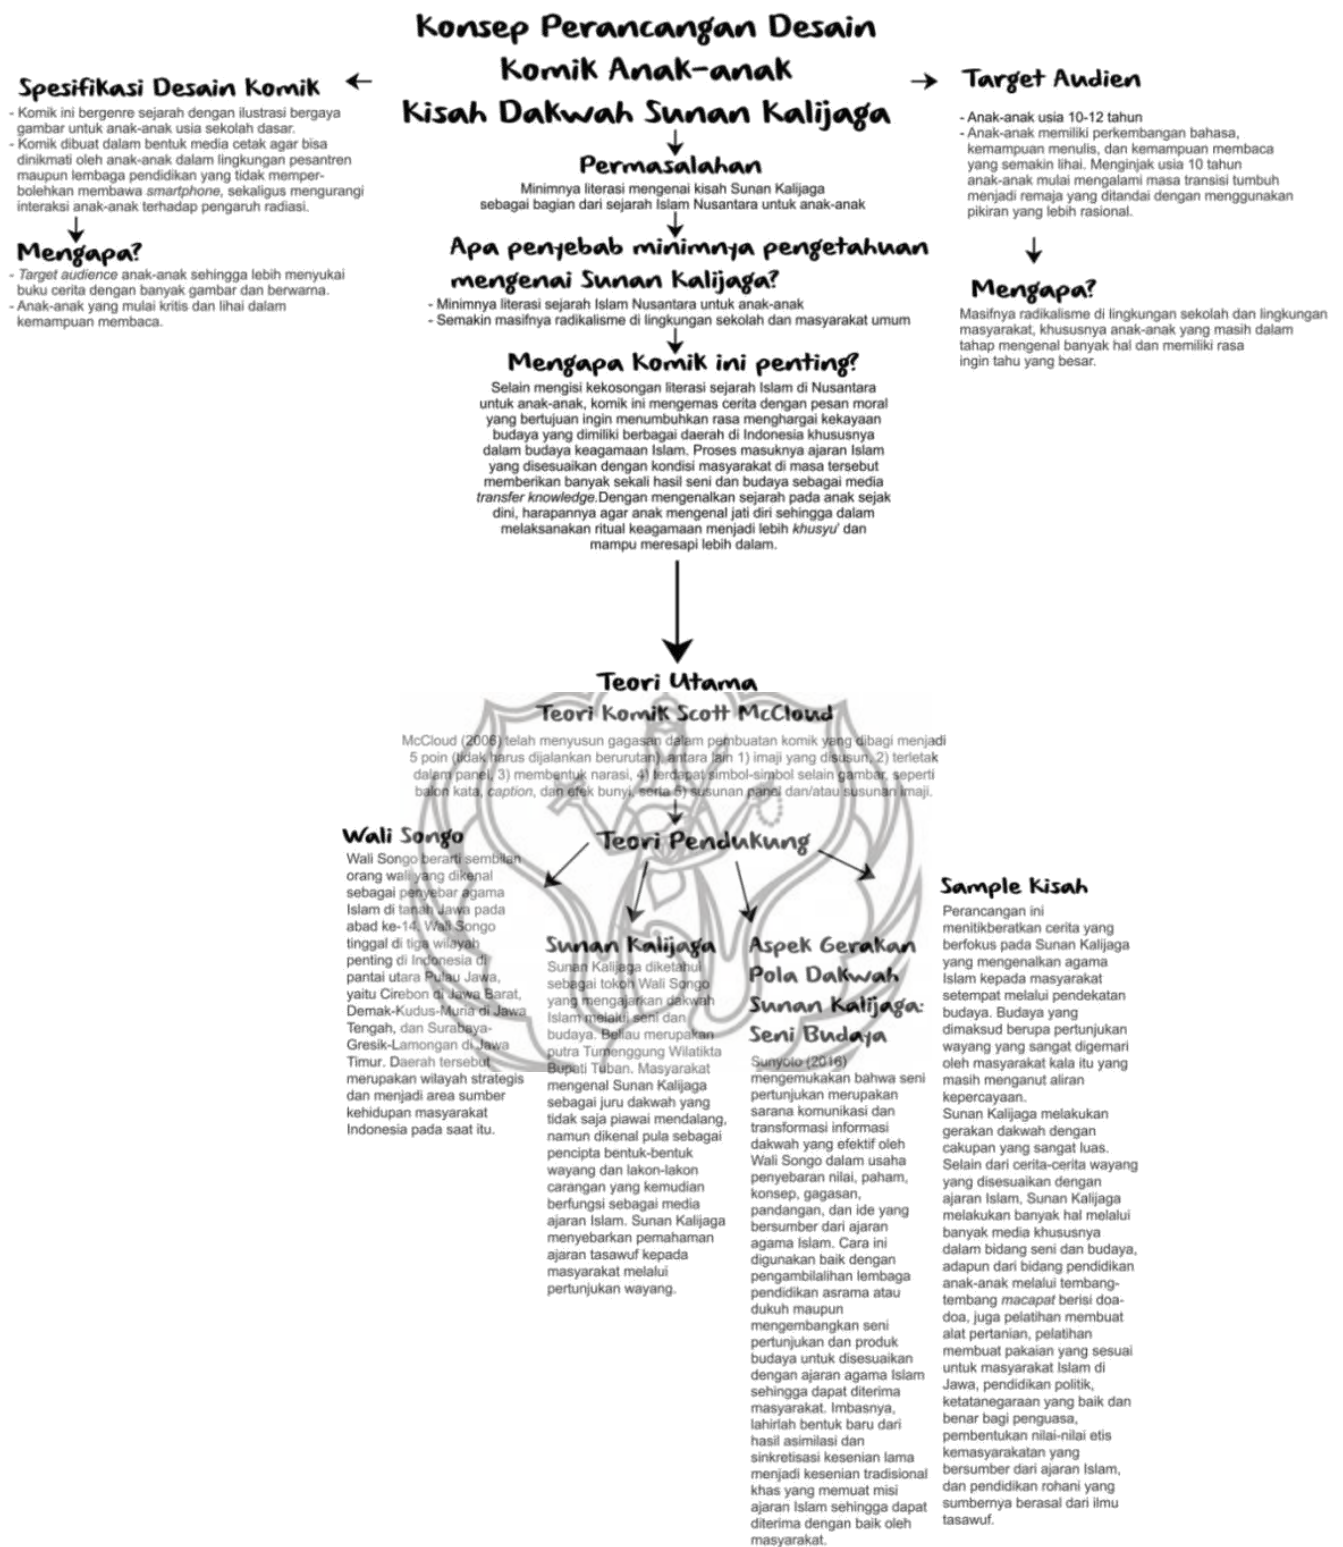 Konsep Perancangan Desain
Komik Anak-anak
Kisah Dakwah Sunan Kalijaga
Spesifikasi Desain Komik
- Komik ini bergenre sejarah dengan ilustrasi bergaya
gambar untuk anak-anak usia sekolah dasar.
- Komik dibuat dalam bentuk media cetak agar bisa
dinikmati oleh anak-anak dalam lingkungan pesantren
maupun lembaga pendidikan yang tidak memper-
bolehkan membawa smartphone, sekaligus mengurangi
interaksi anak-anak terhadap pengaruh radiasi.
Mengapa?
- Target audience anak-anak sehingga lebih menyukai
buku cerita dengan banyak gambar dan berwarna.
- Anak-anak yang mulai kritis dan lihai dalam
kemampuan membaca.
Permasalahan
Minimnya literasi mengenai kisah Sunan Kalijaga
sebagai bagian dari sejarah Islam Nusantara untuk anak-anak
Apa penyebab minimnya pengetahuan
mengenai Sunan Kalijaga?
- Minimnya literasi sejarah Islam Nusantara untuk anak-anak
- Semakin masifnya radikalisme di lingkungan sekolah dan masyarakat umum
Mengapa Komik ini penting?
Selain mengisi kekosongan literasi sejarah Islam di Nusantara
untuk anak-anak, komik ini mengemas cerita dengan pesan moral
yang bertujuan ingin menumbuhkan rasa menghargai kekayaan
budaya yang dimiliki berbagai daerah di Indonesia khususnya
dalam budaya keagamaan Islam. Proses masuknya ajaran Islam
yang disesuaikan dengan kondisi masyarakat di masa tersebut
memberikan banyak sekali hasil seni dan budaya sebagai media
transfer knowledge.Dengan mengenalkan sejarah pada anak sejak
dini, harapannya agar anak mengenal jati diri sehingga dalam
melaksanakan ritual keagamaan menjadi lebih khusyu' dan
mampu meresapi lebih dalam.
Target Audien
- Anak-anak usia 10-12 tahun
- Anak-anak memiliki perkembangan bahasa,
kemampuan menulis, dan kemampuan membaca
yang semakin lihai. Menginjak usia 10 tahun
anak-anak mulai mengalami masa transisi tumbuh
menjadi remaja yang ditandai dengan menggunakan
pikiran yang lebih rasional.
Mengapa?
Masifnya radikalisme di lingkungan sekolah dan lingkungan
masyarakat, khususnya anak-anak yang masih dalam
tahap mengenal banyak hal dan memiliki rasa
ingin tahu yang besar.
Teori Utama
Teori Komik Scott McCloud
McCloud (2006) telah menyusun gagasan dalam pembuatan komik yang dibagi menjadi
5 poin (tidak harus dijalankan berurutan), antara lain 1) imaji yang disusun, 2) terletak
dalam panel, 3) membentuk narasi, 4) terdapat simbol-simbol selain gambar, seperti
balon kata, caption, dan efek bunyi, serta 5) susunan panel dan/atau susunan imaji.
Teori Pendukung
Wali Songo
Wali Songo berarti sembilan
orang wali yang dikenal
sebagai penyebar agama
Islam di tanah Jawa pada
abad ke-14. Wali Songo
tinggal di tiga wilayah
penting di Indonesia di
pantai utara Pulau Jawa,
yaitu Cirebon di Jawa Barat,
Demak-Kudus-Muria di Jawa
Tengah, dan Surabaya-
Gresik-Lamongan di Jawa
Timur. Daerah tersebut
merupakan wilayah strategis
dan menjadi area sumber
kehidupan masyarakat
Indonesia pada saat itu.
Sunan Kalijaga
Sunan Kalijaga diketahui
sebagai tokoh Wali Songo
yang mengajarkan dakwah
Islam melalui seni dan
budaya. Beliau merupakan
putra Tumenggung Wilatikta
Bupati Tuban. Masyarakat
mengenal Sunan Kalijaga
sebagai juru dakwah yang
tidak saja piawai mendalang,
namun dikenal pula sebagai
pencipta bentuk-bentuk
wayang dan lakon-lakon
carangan yang kemudian
berfungsi sebagai media
ajaran Islam. Sunan Kalijaga
menyebarkan pemahaman
ajaran tasawuf kepada
masyarakat melalui
pertunjukan wayang.
Aspek Gerakan
Pola Dakwah
Sunan Kalijaga:
Seni Budaya
Sunyoto (2016)
mengemukakan bahwa seni
pertunjukan merupakan
sarana komunikasi dan
transformasi informasi
dakwah yang efektif oleh
Wali Songo dalam usaha
penyebaran nilai, paham,
konsep, gagasan,
pandangan, dan ide yang
bersumber dari ajaran
agama Islam. Cara ini
digunakan baik dengan
pengambilalihan lembaga
pendidikan asrama atau
dukuh maupun
mengembangkan seni
pertunjukan dan produk
budaya untuk disesuaikan
dengan ajaran agama Islam
sehingga dapat diterima
masyarakat. Imbasnya,
lahirlah bentuk baru dari
hasil asimilasi dan
sinkretisasi kesenian lama
menjadi kesenian tradisional
khas yang memuat misi
ajaran Islam sehingga dapat
diterima dengan baik oleh
masyarakat.
Sample Kisah
Perancangan ini
menitikberatkan cerita yang
berfokus pada Sunan Kalijaga
yang mengenalkan agama
Islam kepada masyarakat
setempat melalui pendekatan
budaya. Budaya yang
dimaksud berupa pertunjukan
wayang yang sangat digemari
oleh masyarakat kala itu yang
masih menganut aliran
kepercayaan.
Sunan Kalijaga melakukan
gerakan dakwah dengan
cakupan yang sangat luas.
Selain dari cerita-cerita wayang
yang disesuaikan dengan
ajaran Islam, Sunan Kalijaga
melakukan banyak hal melalui
banyak media khususnya
dalam bidang seni dan budaya,
adapun dari bidang pendidikan
anak-anak melalui tembang-
tembang macapat berisi doa-
doa, juga pelatihan membuat
alat pertanian, pelatihan
membuat pakaian yang sesuai
untuk masyarakat Islam di
Jawa, pendidikan politik,
ketatanegaraan yang baik dan
benar bagi penguasa,
pembentukan nilai-nilai etis
kemasyarakatan yang
bersumber dari ajaran Islam,
dan pendidikan rohani yang
sumbernya berasal dari ilmu
tasawuf.